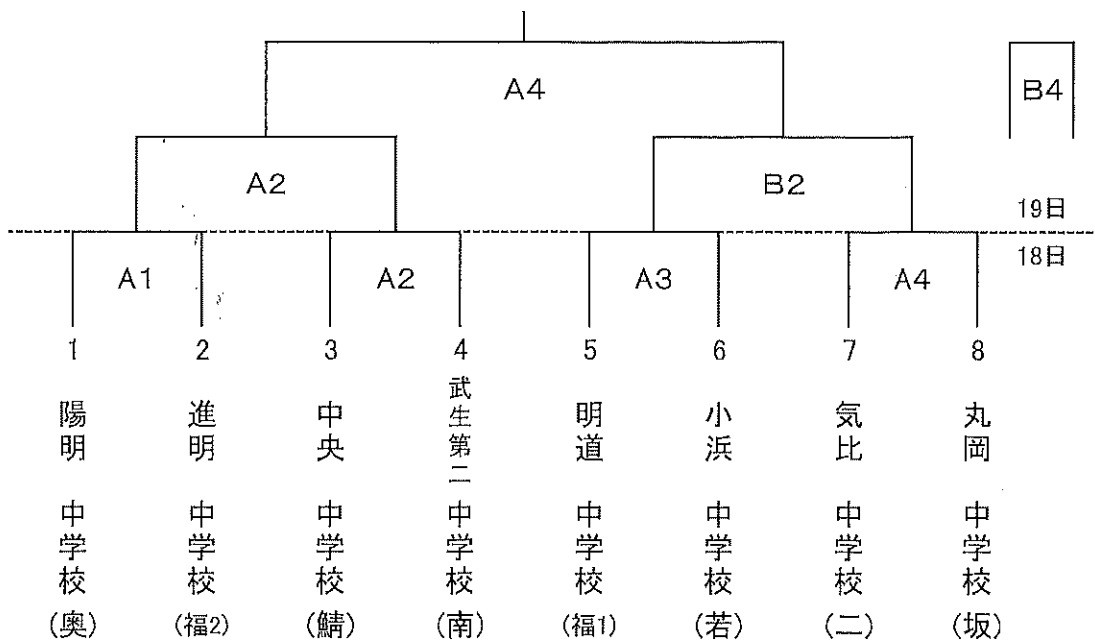 A4
B4
A2
B2
19日
18日
A1
A2
A3
A4
1
2
3
4
5
6
7
8
陽明 中学校 (奥)
進明 中学校 (福2)
中央 中学校 (鯖)
武生第二 中学校 (南)
明道 中学校 (福1)
小浜 中学校 (若)
気比 中学校 (二)
丸岡 中学校 (坂)